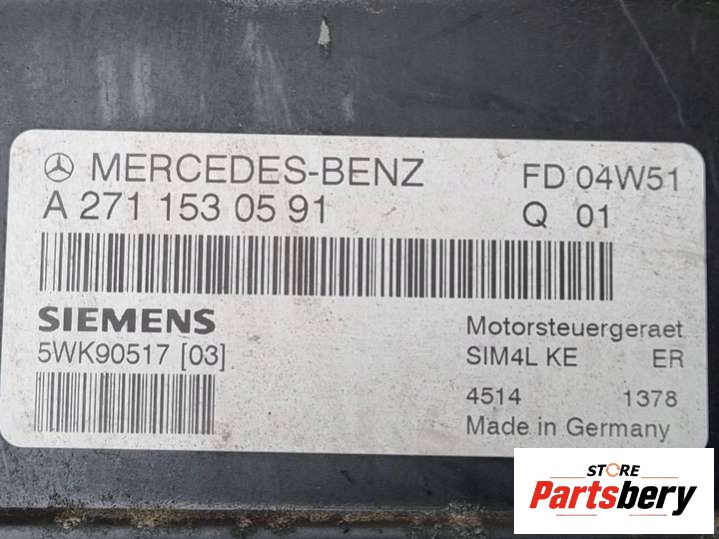 MERCEDES-BENZ FD 04W51
A 271 153 05 91 Q 01
SIEMENS Motorsteuergeraet
5WK90517 [03] SIM4L KE ER
4514 1378
Made in Germany
STORE
Partsbery